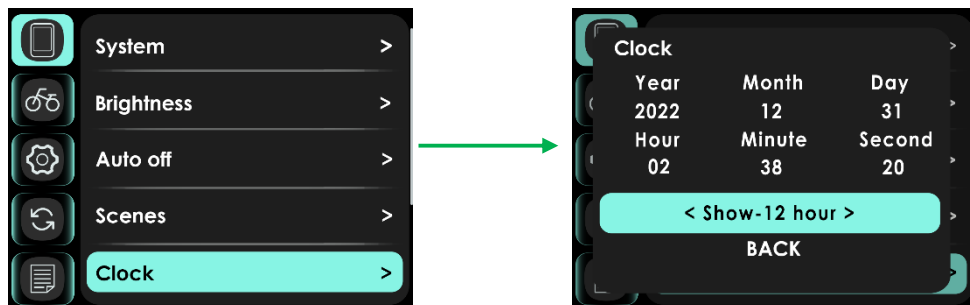 System >
Brightness >
Auto off >
Scenes >
Clock >
Clock
Year Month Day
2022 12 31
Hour Minute Second
02 38 20
< Show-12 hour >
BACK